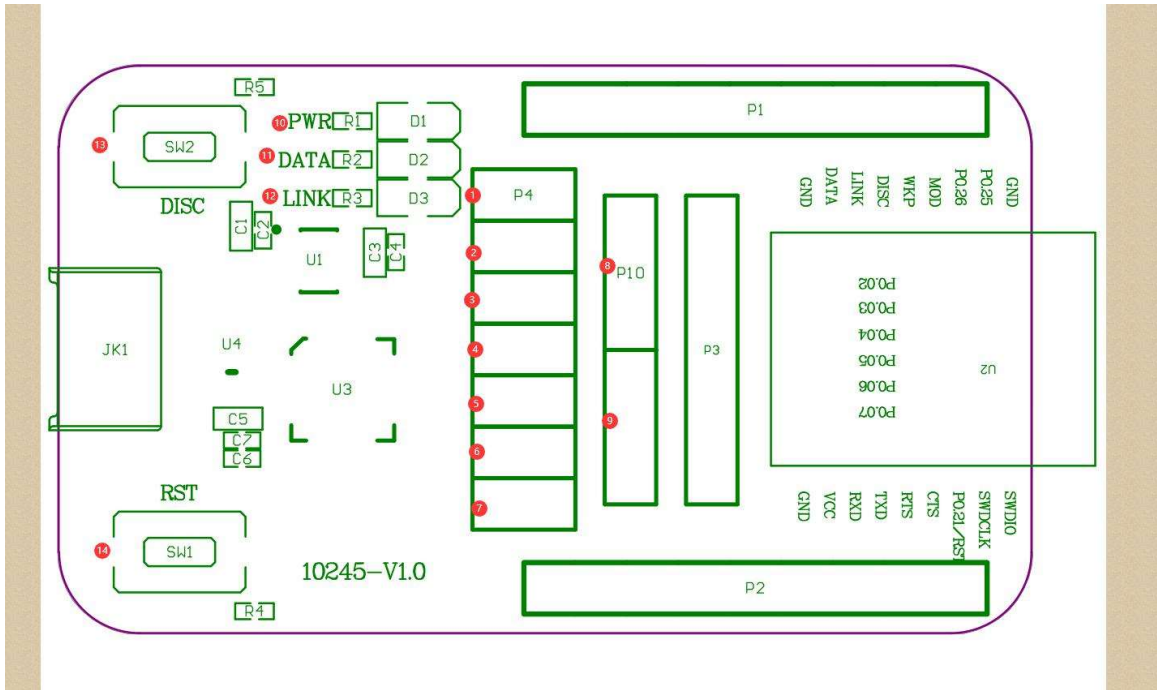 R5
P1
10 PWR R1 D1
13 SW2
11 DATA R2 D2
12 LINK R3 D3
DISC
1 P4
GND
DATA
LINK
DISC
WKP
MOD
P0.26
P0.25
GND
C1
C2
U1
C3
C4
2
3
4
5
6
7
8
P10
9
P3
P0.02
P0.03
P0.04
P0.05
P0.06
P0.07
U2
JK1
U4
U3
C5
C7
C6
RST
14 SW1
10245-V1.0
R4
GND
VCC
RXD
TXD
RTS
CTS
P0.21/RST
SWDCLK
SWDIO
P2